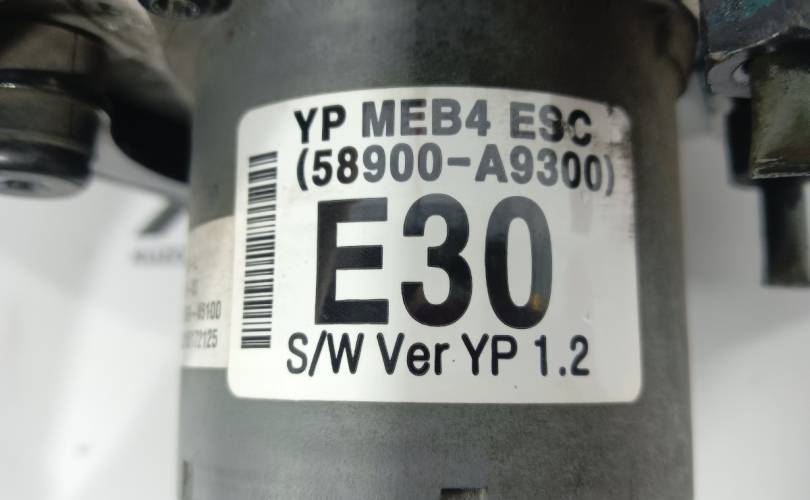 YP MEB4 ESC
(58900-A9300)
E30
S/W Ver YP 1.2